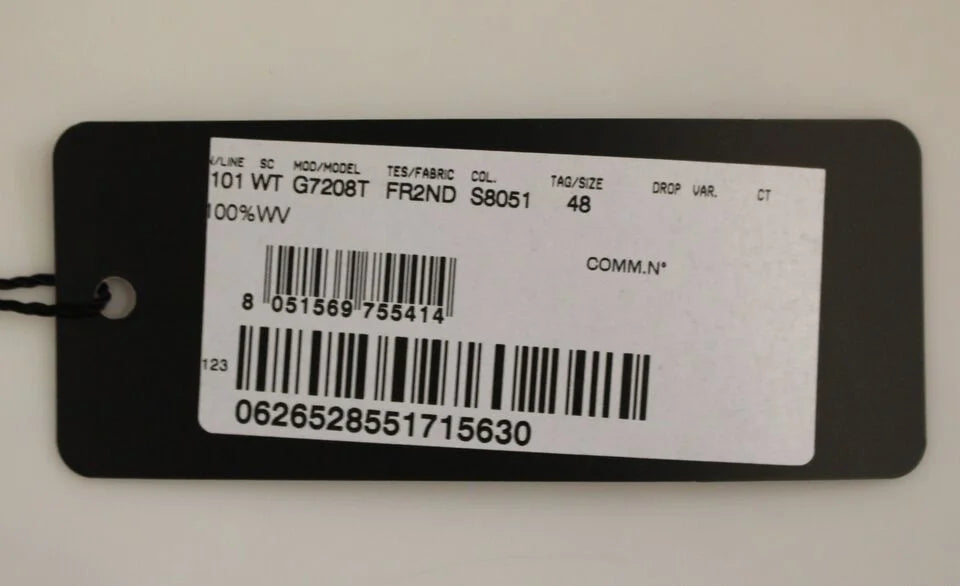 N/LINE SC MOD/MODEL TES/FABRIC COL. TAG/SIZE DROP VAR. CT
101 WT G7208T FR2ND S8051 48
100%WV
COMM.N°
8 051569 755414
123
0626528551715630